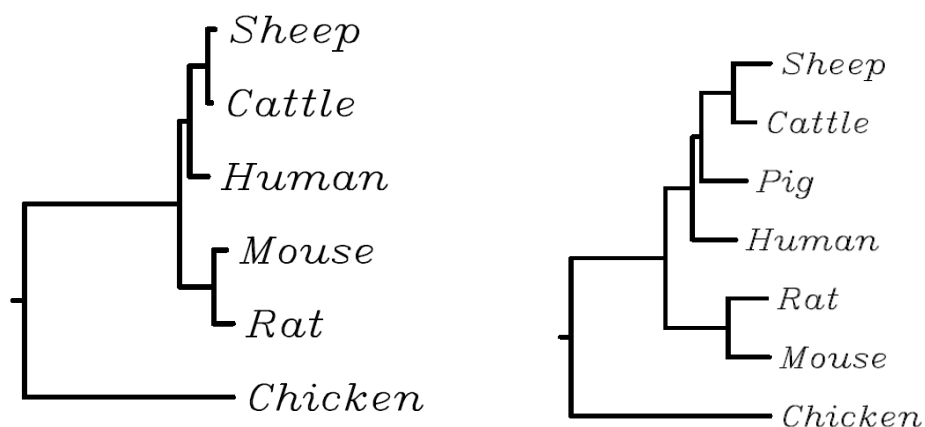 Sheep
Cattle
Human
Mouse
Rat
Chicken
Sheep
Cattle
Pig
Human
Rat
Mouse
Chicken